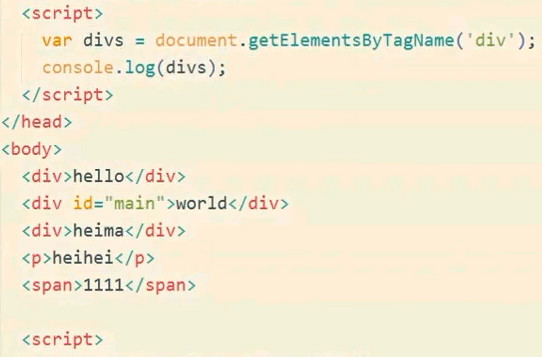 <script>
var divs = document.getElementsByTagName('div');
console.log(divs);
</script>
</head>
<body>
<div>hello</div>
<div id="main">world</div>
<div>heima</div>
<p>heihei</p>
<span>1111</span>
<script>